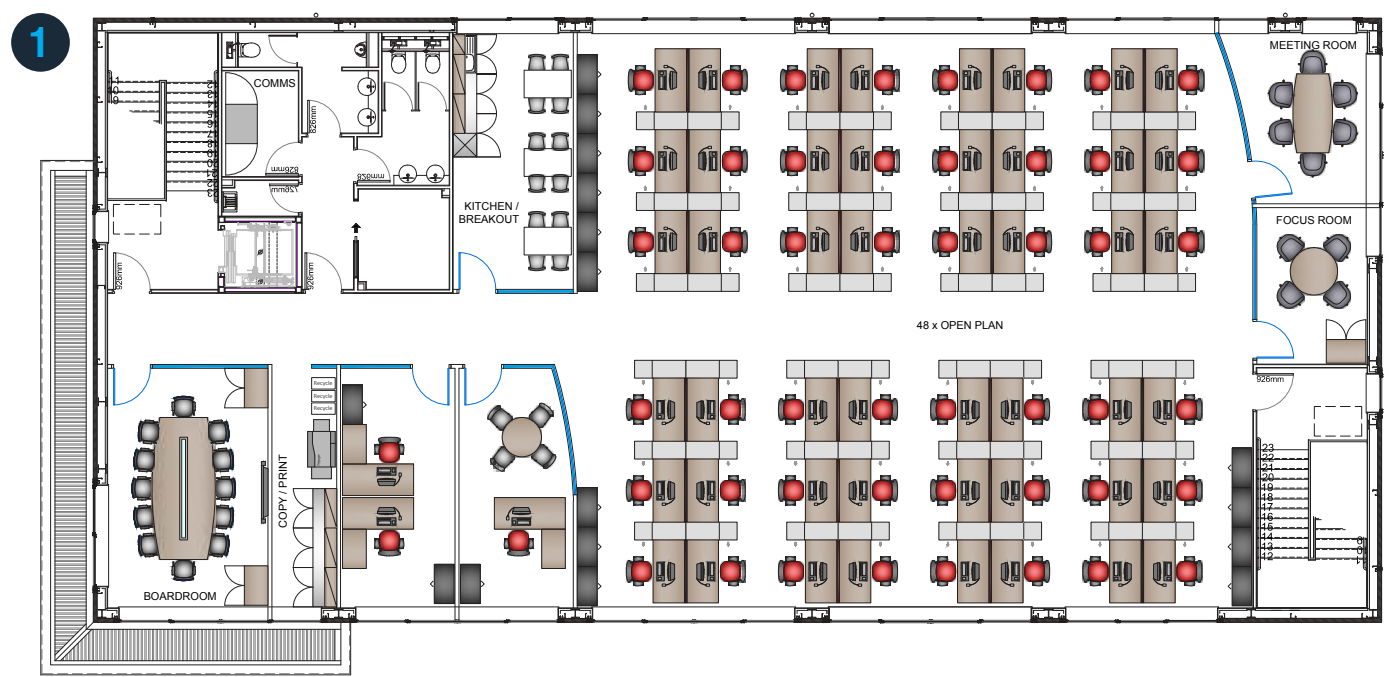 1
COMMS
MEETING ROOM
11
10
9
826mm
826mm
826mm
726mm
KITCHEN /
BREAKOUT
FOCUS ROOM
926mm
926mm
48 x OPEN PLAN
926mm
Recycle
Recycle
Recycle
COPY / PRINT
BOARDROOM
23
22
21
20
19
18
17
16
15
14
13
12